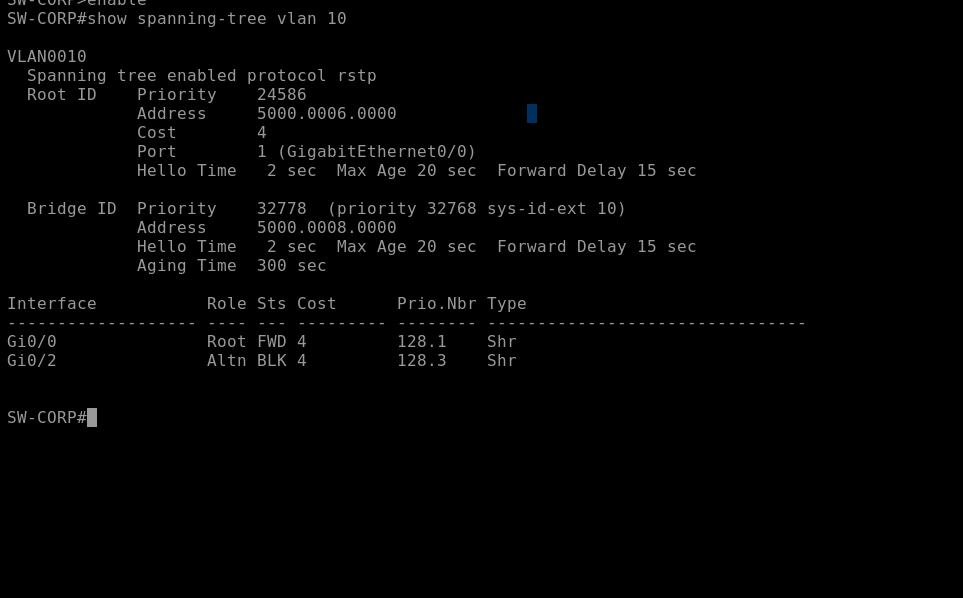 SW-CORP>enable
SW-CORP#show spanning-tree vlan 10
VLAN0010
  Spanning tree enabled protocol rstp
  Root ID    Priority    24586
             Address     5000.0006.0000
             Cost        4
             Port        1 (GigabitEthernet0/0)
             Hello Time   2 sec  Max Age 20 sec  Forward Delay 15 sec
  Bridge ID  Priority    32778  (priority 32768 sys-id-ext 10)
             Address     5000.0008.0000
             Hello Time   2 sec  Max Age 20 sec  Forward Delay 15 sec
             Aging Time  300 sec
Interface           Role Sts Cost      Prio.Nbr Type
------------------- ---- --- --------- -------- --------------------------------
Gi0/0               Root FWD 4         128.1    Shr
Gi0/2               Altn BLK 4         128.3    Shr
SW-CORP#